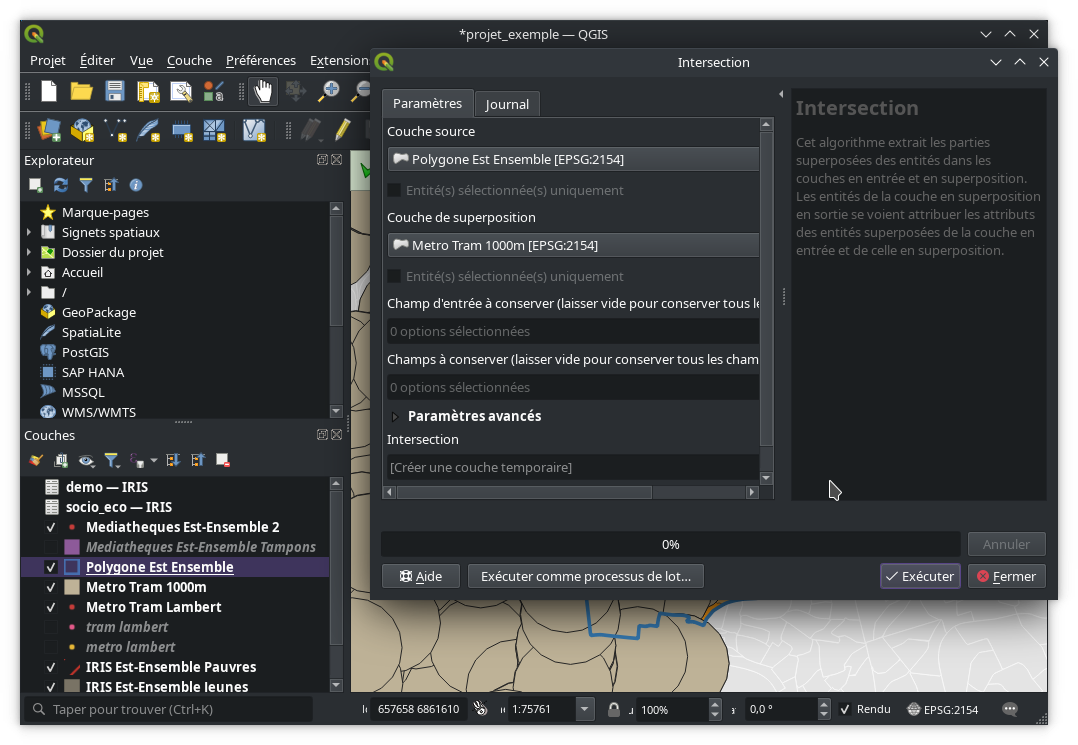 *projet_exemple — QGIS
Projet Éditer Vue Couche Préférences Extension
Explorateur
Marque-pages
Signets spatiaux
Dossier du projet
Accueil
/
GeoPackage
SpatiaLite
PostGIS
SAP HANA
MSSQL
WMS/WMTS
Couches
demo — IRIS
socio_eco — IRIS
Mediatheques Est-Ensemble 2
Mediatheques Est-Ensemble Tampons
Polygone Est Ensemble
Metro Tram 1000m
Metro Tram Lambert
tram lambert
metro lambert
IRIS Est-Ensemble Pauvres
IRIS Est-Ensemble Jeunes
Taper pour trouver (Ctrl+K)
657658 6861610
1:75761
100%
0,0 °
Rendu
EPSG:2154
Intersection
Paramètres Journal
Couche source
Polygone Est Ensemble [EPSG:2154]
Entité(s) sélectionnée(s) uniquement
Couche de superposition
Metro Tram 1000m [EPSG:2154]
Entité(s) sélectionnée(s) uniquement
Champ d'entrée à conserver (laisser vide pour conserver tous
0 options sélectionnées
Champs à conserver (laisser vide pour conserver tous les cham
0 options sélectionnées
Paramètres avancés
Intersection
[Créer une couche temporaire]
Intersection
Cet algorithme extrait les parties
superposées des entités dans les
couches en entrée et en superposition.
Les entités de la couche en superposition
en sortie se voient attribuer les attributs
des entités superposées de la couche en
entrée et de celle en superposition.
0%
Annuler
Aide
Exécuter comme processus de lot...
Exécuter
Fermer